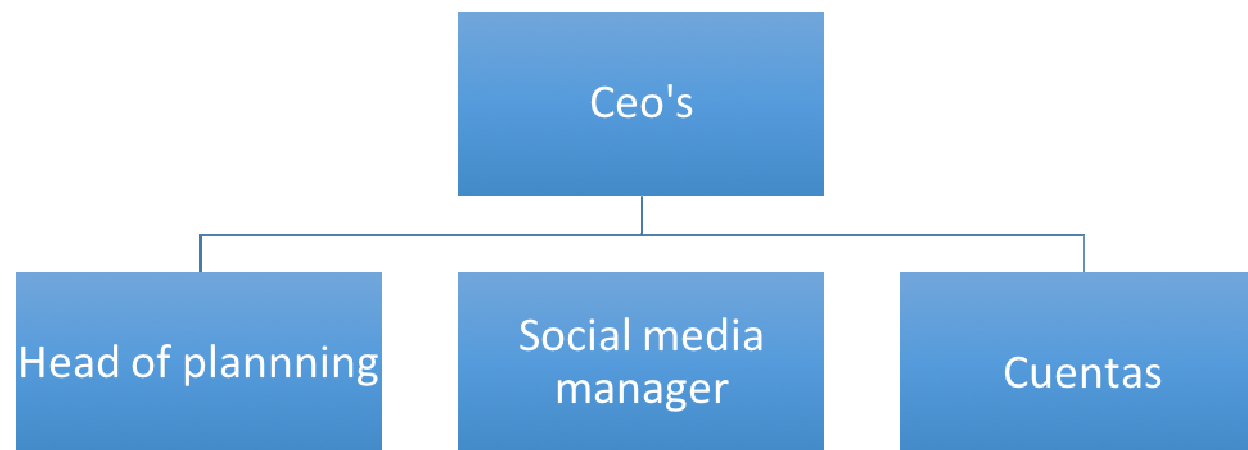 Ceo's
Head of plannning
Social media
manager
Cuentas